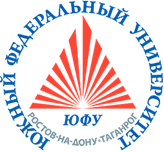 ЮЖНЫЙ ФЕДЕРАЛЬНЫЙ УНИВЕРСИТЕТ
ЮФУ
РОСТОВ-НА-ДОНУ-ТАГАНРОГ